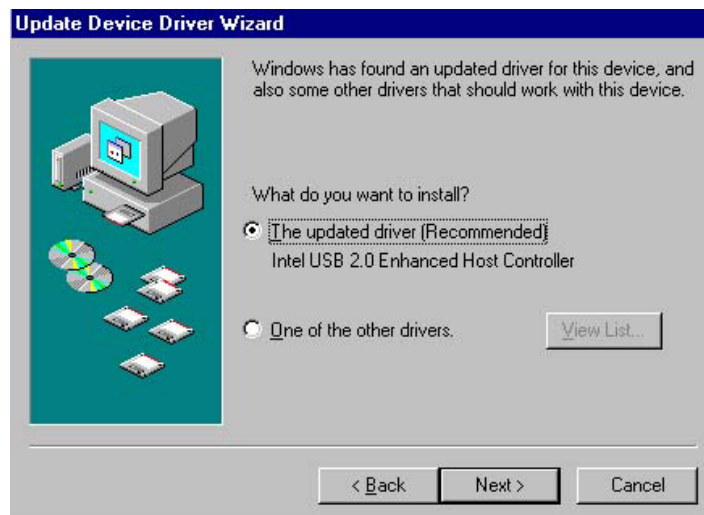 Update Device Driver Wizard
Windows has found an updated driver for this device, and
also some other drivers that should work with this device.
What do you want to install?
The updated driver (Recommended)
Intel USB 2.0 Enhanced Host Controller
One of the other drivers.
View List...
< Back
Next >
Cancel